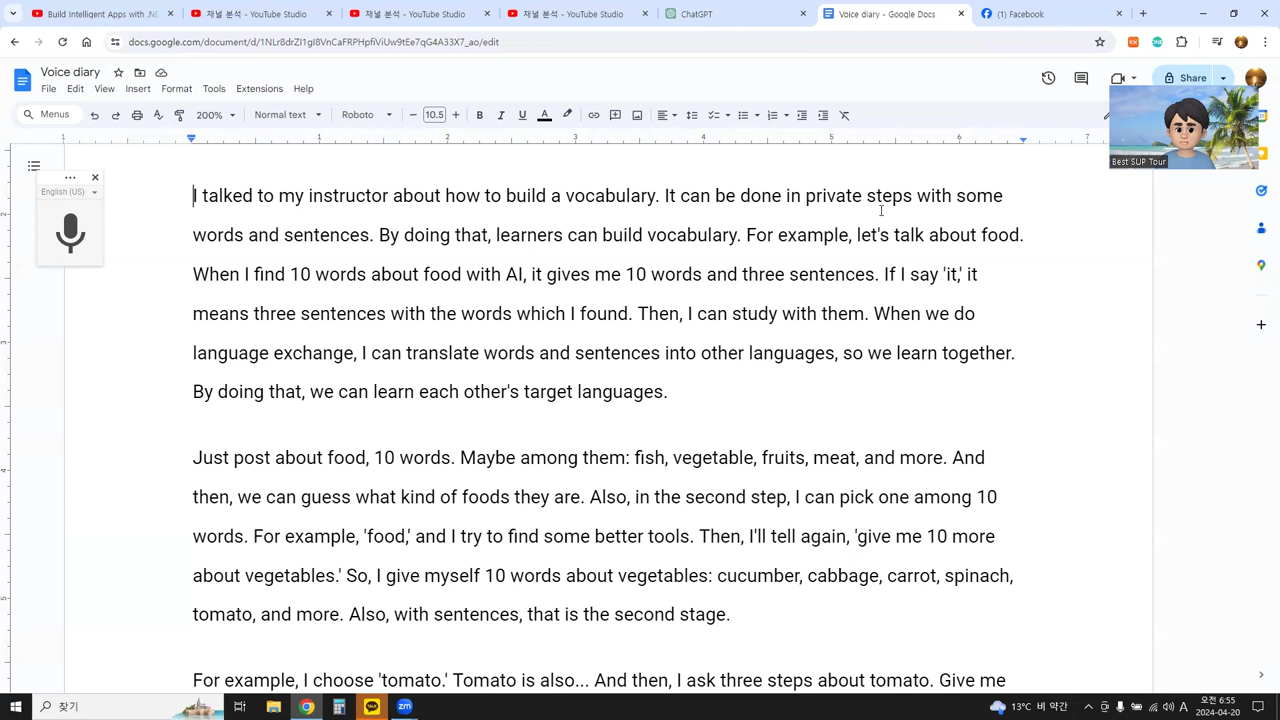 Build Intelligent Apps with .NE
채널 분석 - YouTube Studio
채널 분석 - YouTube Studio
채널 분석 - YouTube Studio
ChatGPT
Voice diary - Google Docs
(1) Facebook
docs.google.com/document/d/1NLr8drZI1gI8VnCaFRPHpfiViUw9tEe7qG4A33X7_ao/edit
Voice diary
File Edit View Insert Format Tools Extensions Help
Share
Menus
200%
Normal text
Roboto
10.5
Best SUP Tour
English (US)
I talked to my instructor about how to build a vocabulary. It can be done in private steps with some
words and sentences. By doing that, learners can build vocabulary. For example, let's talk about food.
When I find 10 words about food with AI, it gives me 10 words and three sentences. If I say 'it,' it
means three sentences with the words which I found. Then, I can study with them. When we do
language exchange, I can translate words and sentences into other languages, so we learn together.
By doing that, we can learn each other's target languages.
Just post about food, 10 words. Maybe among them: fish, vegetable, fruits, meat, and more. And
then, we can guess what kind of foods they are. Also, in the second step, I can pick one among 10
words. For example, 'food,' and I try to find some better tools. Then, I'll tell again, 'give me 10 more
about vegetables.' So, I give myself 10 words about vegetables: cucumber, cabbage, carrot, spinach,
tomato, and more. Also, with sentences, that is the second stage.
For example, I choose 'tomato.' Tomato is also... And then, I ask three steps about tomato. Give me
찾기
13°C 비 약간
오전 6:55
2024-04-20